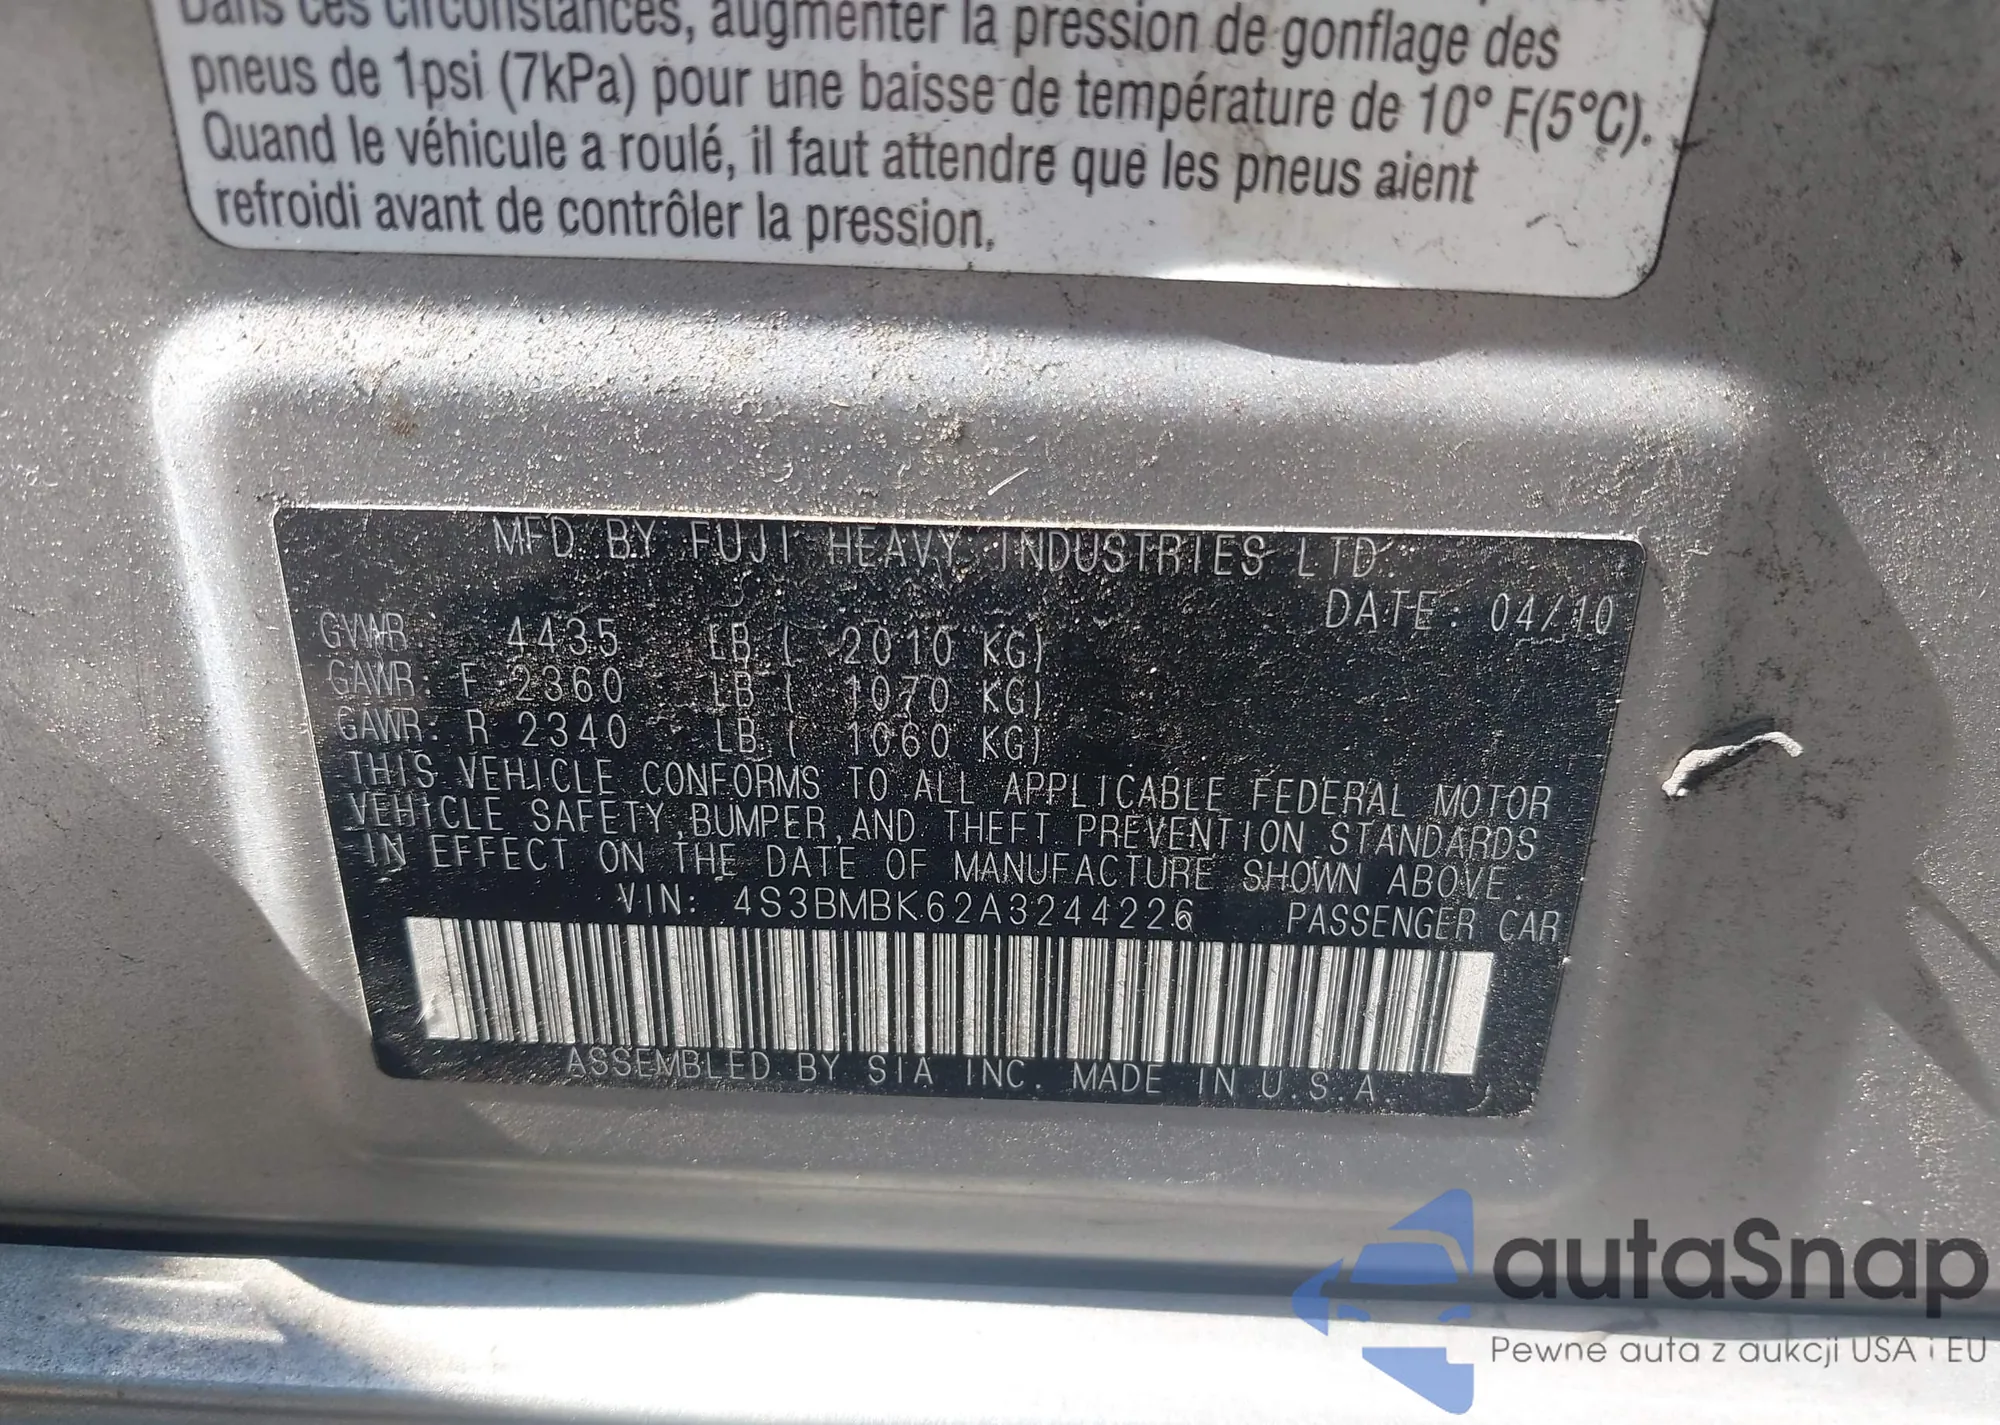 Dans ces circonstances, augmenter la pression de gonflage des
pneus de 1psi (7kPa) pour une baisse de température de 10° F(5°C).
Quand le véhicule a roulé, il faut attendre que les pneus aient
refroidi avant de contrôler la pression.
MFD BY FUJI HEAVY INDUSTRIES LTD.
DATE: 04/10
GVWR 4435 LB ( 2010 KG)
GAWR: F 2360 LB ( 1070 KG)
GAWR: R 2340 LB ( 1060 KG)
THIS VEHICLE CONFORMS TO ALL APPLICABLE FEDERAL MOTOR
VEHICLE SAFETY,BUMPER,AND THEFT PREVENTION STANDARDS
IN EFFECT ON THE DATE OF MANUFACTURE SHOWN ABOVE.
VIN: 4S3BMBK62A3244226 PASSENGER CAR
ASSEMBLED BY SIA INC. MADE IN U.S.A.
autaSnap
Pewne auta z aukcji USA i EU